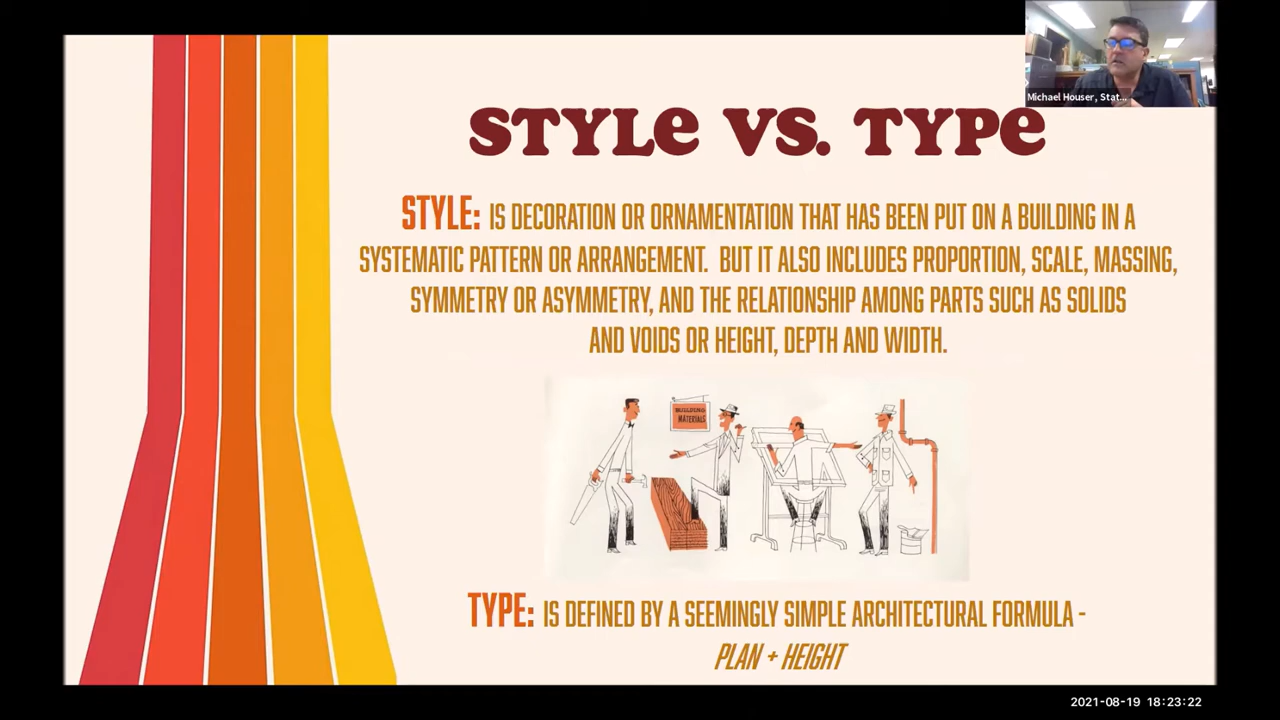 Michael Houser, Stat...
STYLE VS. TYPE
STYLE: IS DECORATION OR ORNAMENTATION THAT HAS BEEN PUT ON A BUILDING IN A
SYSTEMATIC PATTERN OR ARRANGEMENT. BUT IT ALSO INCLUDES PROPORTION, SCALE, MASSING,
SYMMETRY OR ASYMMETRY, AND THE RELATIONSHIP AMONG PARTS SUCH AS SOLIDS
AND VOIDS OR HEIGHT, DEPTH AND WIDTH.
BUILDING
MATERIALS
TYPE: IS DEFINED BY A SEEMINGLY SIMPLE ARCHITECTURAL FORMULA -
PLAN + HEIGHT
2021-08-19 18:23:22